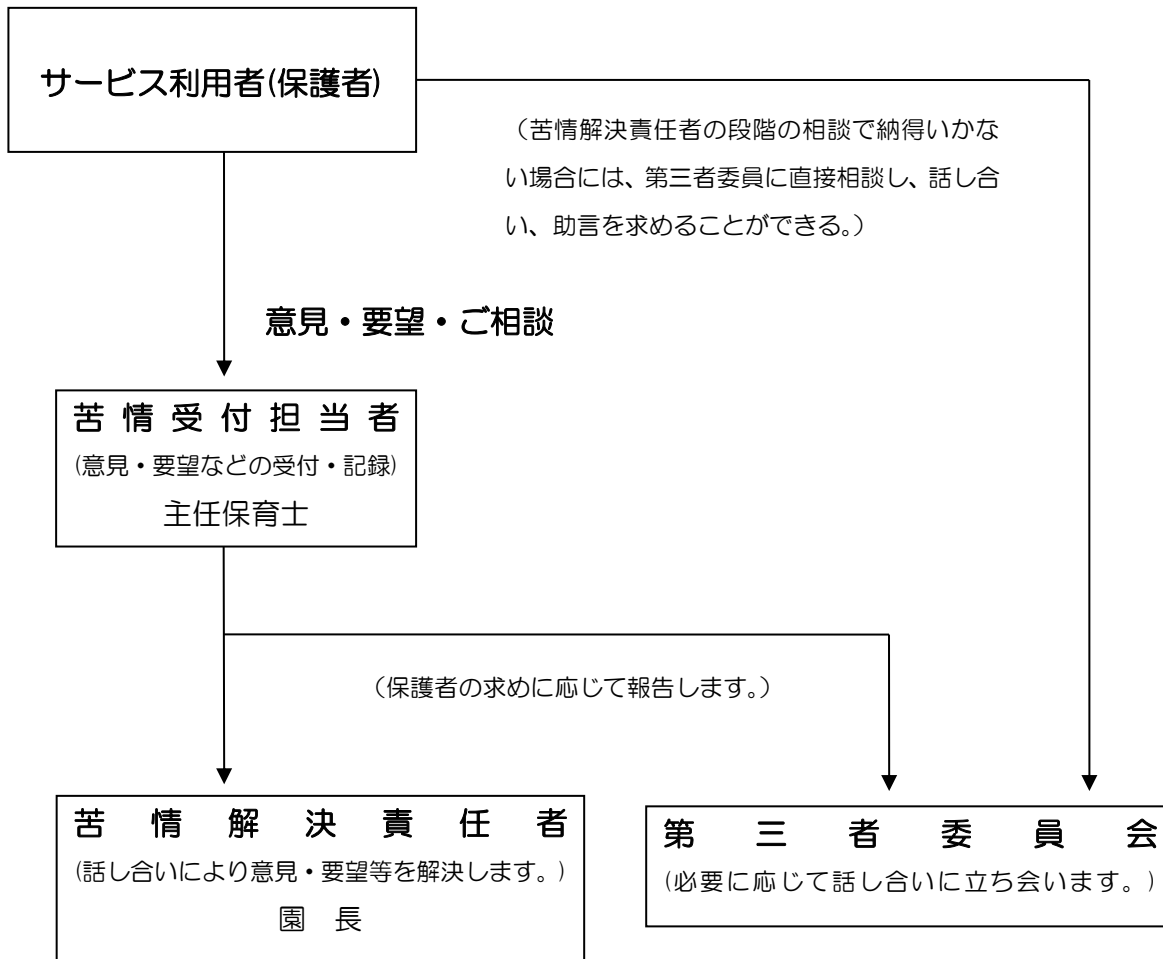 サービス利用者(保護者)
（苦情解決責任者の段階の相談で納得いかな
い場合には、第三者委員に直接相談し、話し合
い、助言を求めることができる。）
意見・要望・ご相談
苦情受付担当者
(意見・要望などの受付・記録)
主任保育士
（保護者の求めに応じて報告します。）
苦情解決責任者
(話し合いにより意見・要望等を解決します。)
園　長
第三者委員会
(必要に応じて話し合いに立ち会います。)